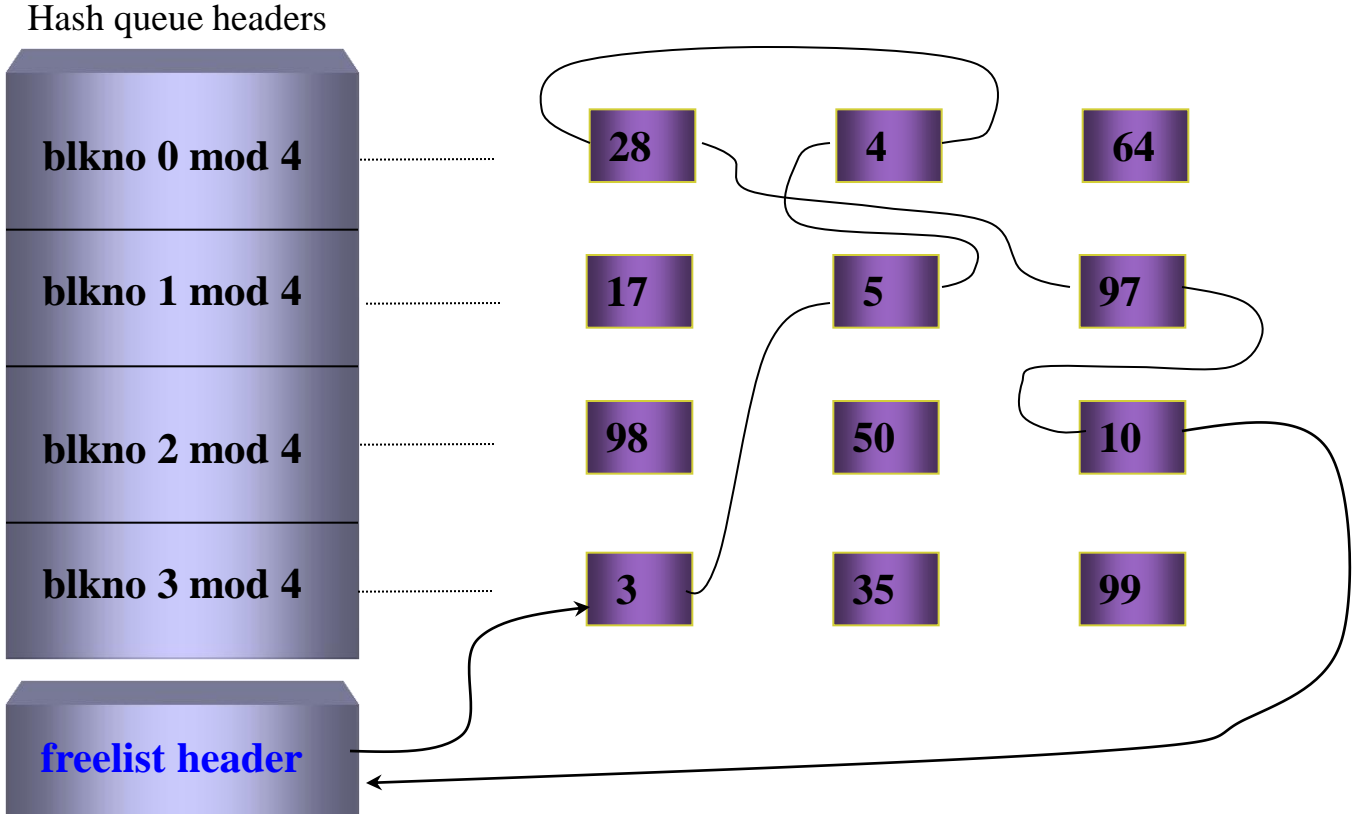 Hash queue headers
blkno 0 mod 4
28
4
64
blkno 1 mod 4
17
5
97
blkno 2 mod 4
98
50
10
blkno 3 mod 4
3
35
99
freelist header